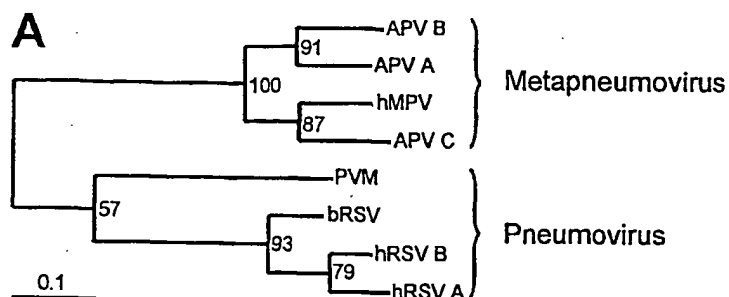 A
APV B
91
APV A
100
Metapneumovirus
hMPV
87
APV C
PVM
57
bRSV
93
Pneumovirus
hRSV B
79
0.1
hRSV A